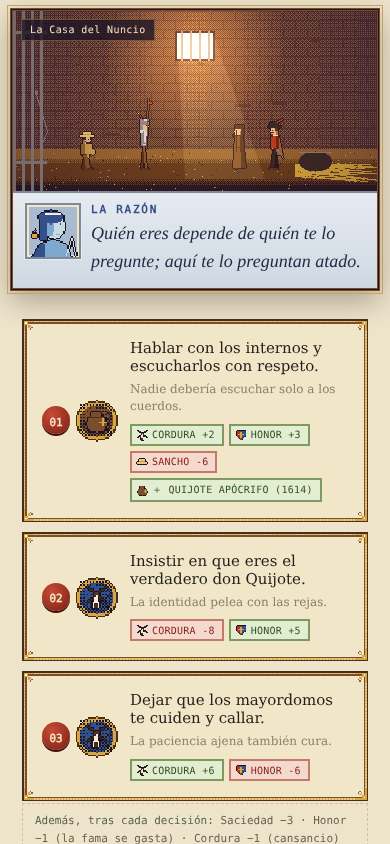 La Casa del Nuncio
LA RAZÓN
Quién eres depende de quién te lo
pregunte; aquí te lo preguntan atado.
01
Hablar con los internos y
escucharlos con respeto.
Nadie debería escuchar solo a los
cuerdos.
CORDURA +2
HONOR +3
SANCHO -6
+ QUIJOTE APÓCRIFO (1614)
02
Insistir en que eres el
verdadero don Quijote.
La identidad pelea con las rejas.
CORDURA -8
HONOR +5
03
Dejar que los mayordomos
te cuiden y callar.
La paciencia ajena también cura.
CORDURA +6
HONOR -6
Además, tras cada decisión: Saciedad −3 · Honor
−1 (la fama se gasta) · Cordura −1 (cansancio)